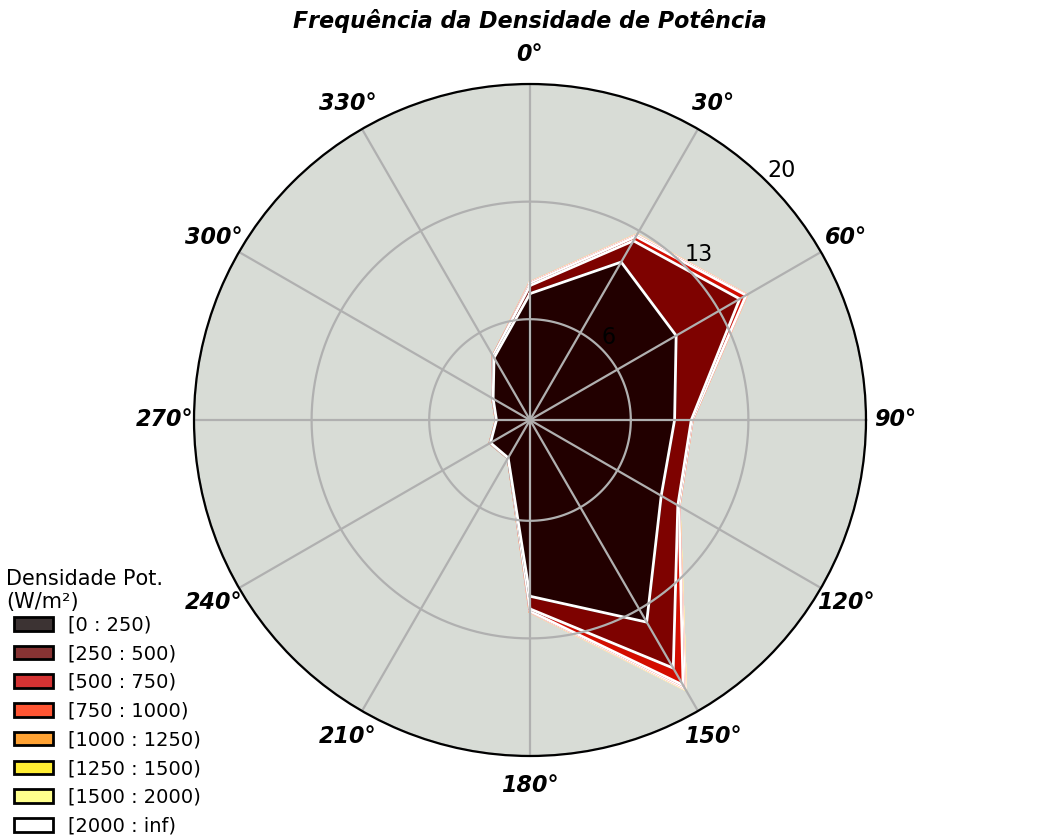 Frequência da Densidade de Potência
0°
330°
30°
20
300°
60°
13
6
270°
90°
Densidade Pot.
(W/m²)
240°
120°
[0 : 250)
[250 : 500)
[500 : 750)
[750 : 1000)
210°
150°
[1000 : 1250)
[1250 : 1500)
180°
[1500 : 2000)
[2000 : inf)